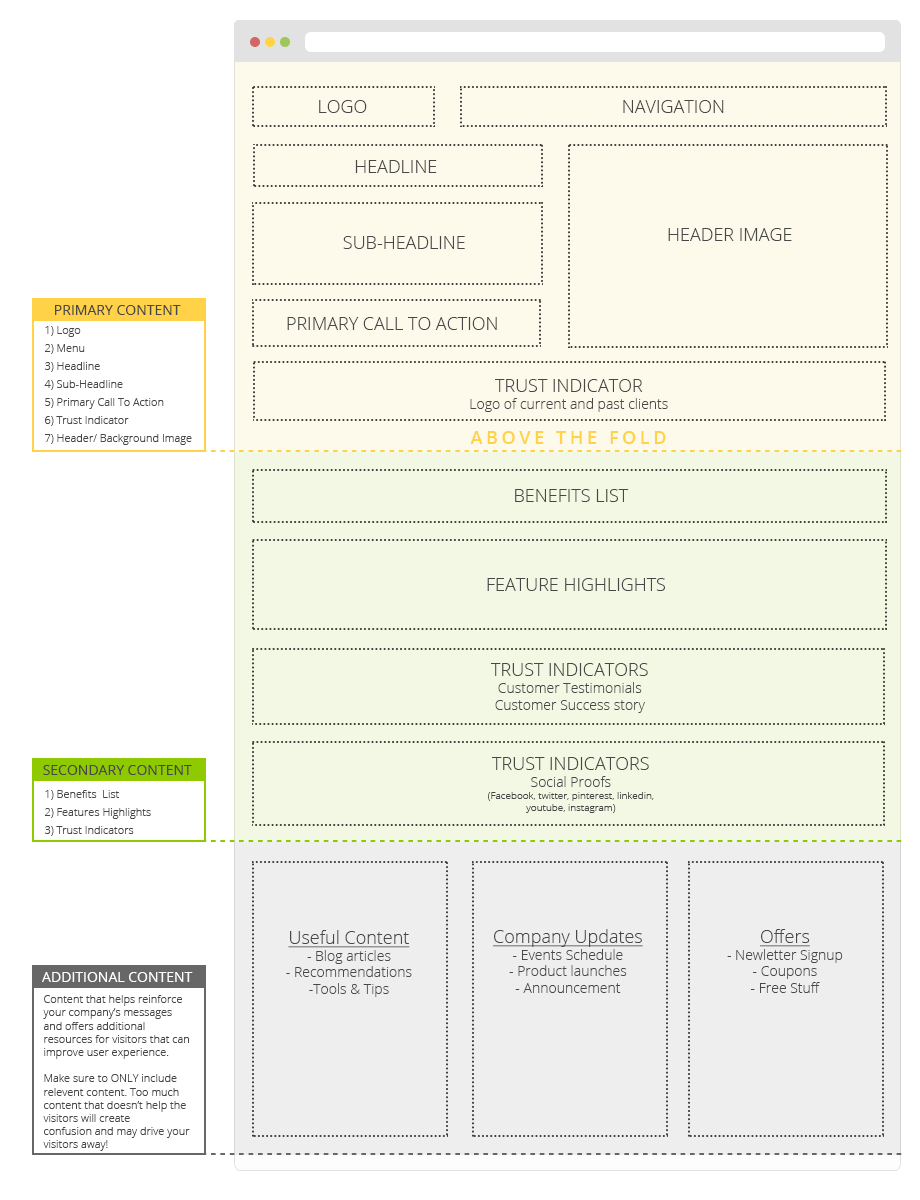 LOGO
NAVIGATION
HEADLINE
SUB-HEADLINE
HEADER IMAGE
PRIMARY CALL TO ACTION
TRUST INDICATOR
Logo of current and past clients
ABOVE THE FOLD
PRIMARY CONTENT
1) Logo
2) Menu
3) Headline
4) Sub-Headline
5) Primary Call To Action
6) Trust Indicator
7) Header/ Background Image
BENEFITS LIST
FEATURE HIGHLIGHTS
TRUST INDICATORS
Customer Testimonials
Customer Success story
TRUST INDICATORS
Social Proofs
(Facebook, twitter, pinterest, linkedin,
youtube, instagram)
SECONDARY CONTENT
1) Benefits List
2) Features Highlights
3) Trust Indicators
Useful Content
- Blog articles
- Recommendations
-Tools & Tips
Company Updates
- Events Schedule
- Product launches
- Announcement
Offers
- Newletter Signup
- Coupons
- Free Stuff
ADDITIONAL CONTENT
Content that helps reinforce
your company's messages
and offers additional
resources for visitors that can
improve user experience.
Make sure to ONLY include
relevent content. Too much
content that doesn't help the
visitors will create
confusion and may drive your
visitors away!